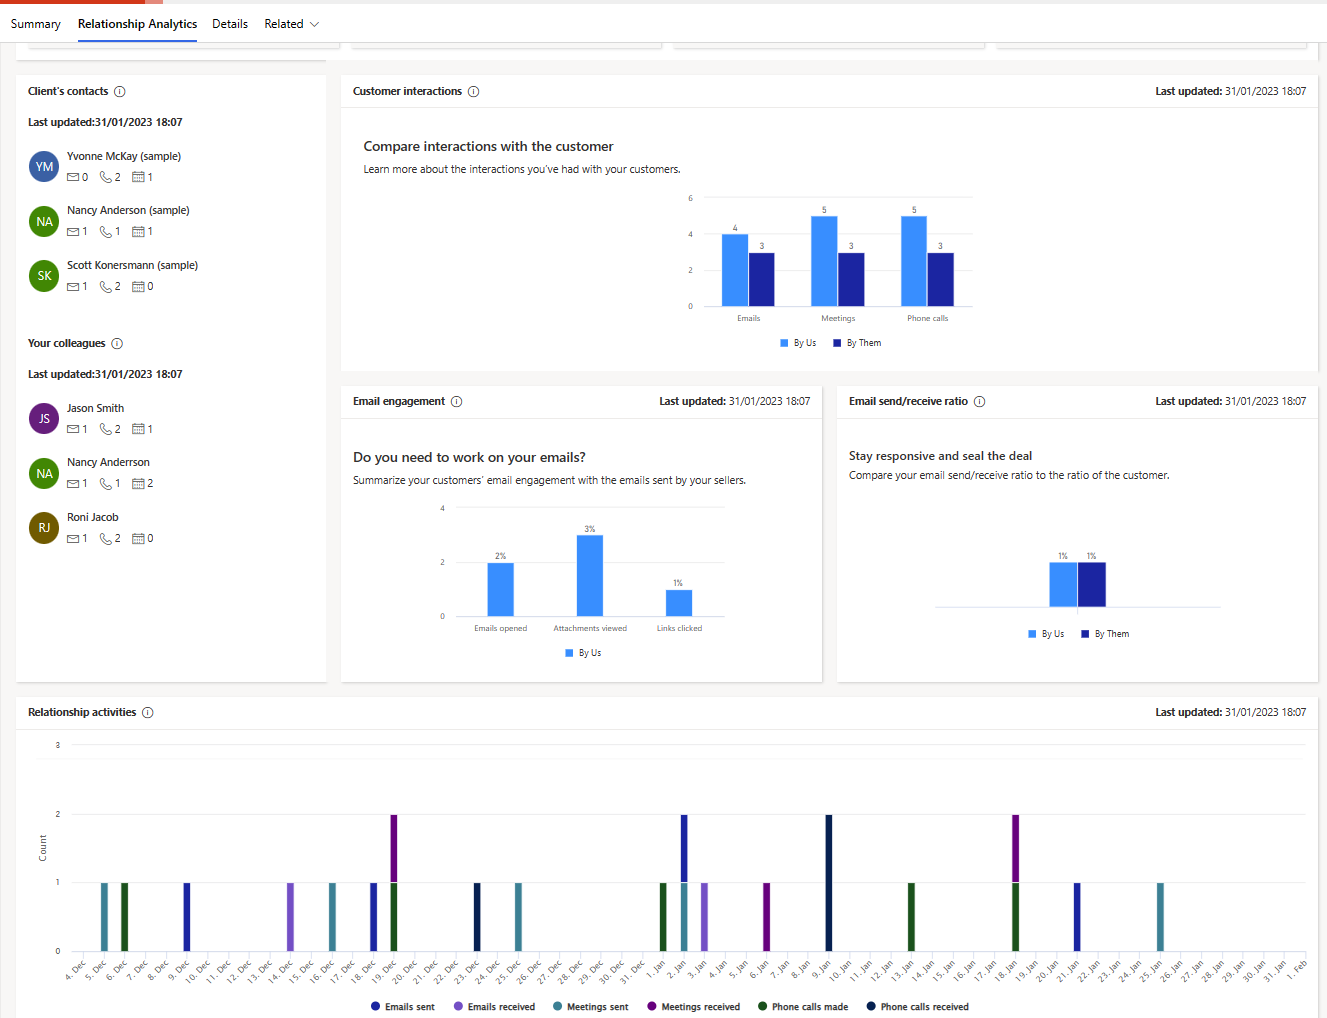 Summary Relationship Analytics Details Related
Client's contacts
Last updated:31/01/2023 18:07
YM Yvonne McKay (sample)
0 2 1
NA Nancy Anderson (sample)
1 1 1
SK Scott Konersmann (sample)
1 2 0
Your colleagues
Last updated:31/01/2023 18:07
JS Jason Smith
1 2 1
NA Nancy Anderrson
1 1 2
RJ Roni Jacob
1 2 0
Customer interactions Last updated: 31/01/2023 18:07
Compare interactions with the customer
Learn more about the interactions you've had with your customers.
6
4
2
0
4 3 5 3 5 3
Emails Meetings Phone calls
By Us By Them
Email engagement Last updated: 31/01/2023 18:07
Do you need to work on your emails?
Summarize your customers' email engagement with the emails sent by your sellers.
4
2
0
2% 3% 1%
Emails opened Attachments viewed Links clicked
By Us
Email send/receive ratio Last updated: 31/01/2023 18:07
Stay responsive and seal the deal
Compare your email send/receive ratio to the ratio of the customer.
1% 1%
By Us By Them
Relationship activities Last updated: 31/01/2023 18:07
Count
3
2
1
0
4. Dec 5. Dec 6. Dec 7. Dec 8. Dec 9. Dec 10. Dec 11. Dec 12. Dec 13. Dec 14. Dec 15. Dec 16. Dec 17. Dec 18. Dec 19. Dec 20. Dec 21. Dec 22. Dec 23. Dec 24. Dec 25. Dec 26. Dec 27. Dec 28. Dec 29. Dec 30. Dec 31. Dec 1. Jan 2. Jan 3. Jan 4. Jan 5. Jan 6. Jan 7. Jan 8. Jan 9. Jan 10. Jan 11. Jan 12. Jan 13. Jan 14. Jan 15. Jan 16. Jan 17. Jan 18. Jan 19. Jan 20. Jan 21. Jan 22. Jan 23. Jan 24. Jan 25. Jan 26. Jan 27. Jan 28. Jan 29. Jan 30. Jan 31. Jan 1. Feb
Emails sent Emails received Meetings sent Meetings received Phone calls made Phone calls received